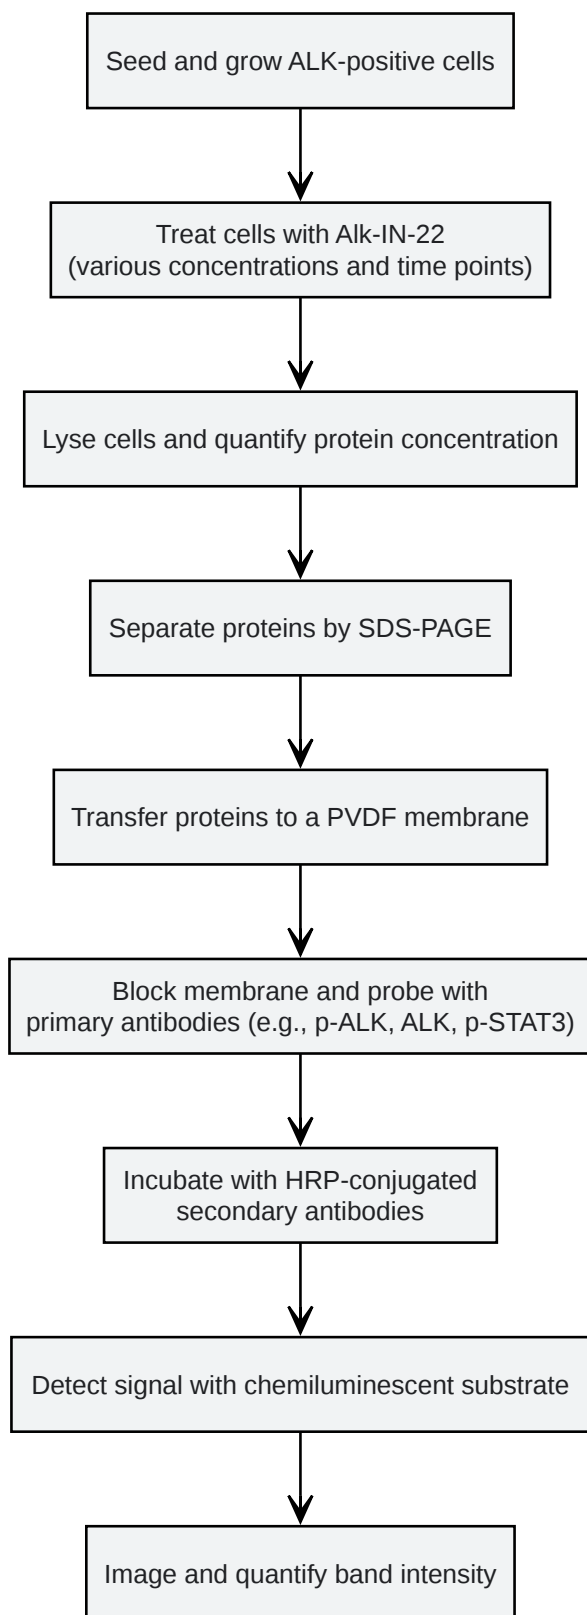 Seed and grow ALK-positive cells
Treat cells with Alk-IN-22
(various concentrations and time points)
Lyse cells and quantify protein concentration
Separate proteins by SDS-PAGE
Transfer proteins to a PVDF membrane
Block membrane and probe with
primary antibodies (e.g., p-ALK, ALK, p-STAT3)
Incubate with HRP-conjugated
secondary antibodies
Detect signal with chemiluminescent substrate
Image and quantify band intensity